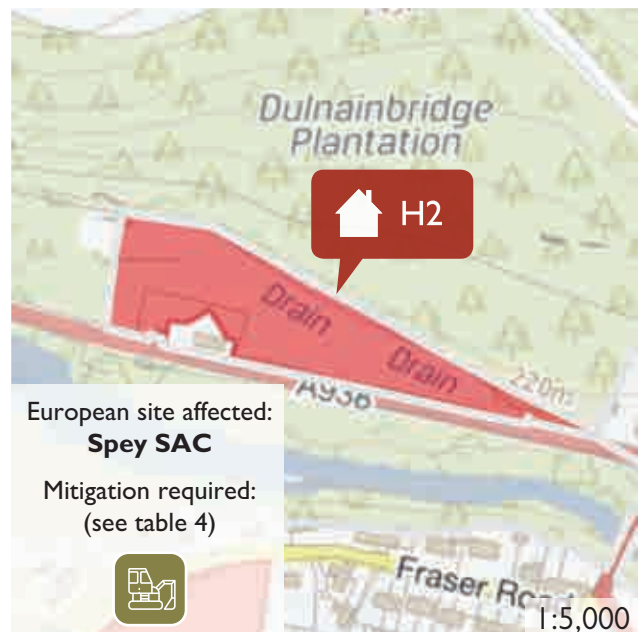 Dulnainbridge
Plantation
H2
Drain
Drain
220m
A938
European site affected:
Spey SAC
Mitigation required:
(see table 4)
Fraser
1:5,000